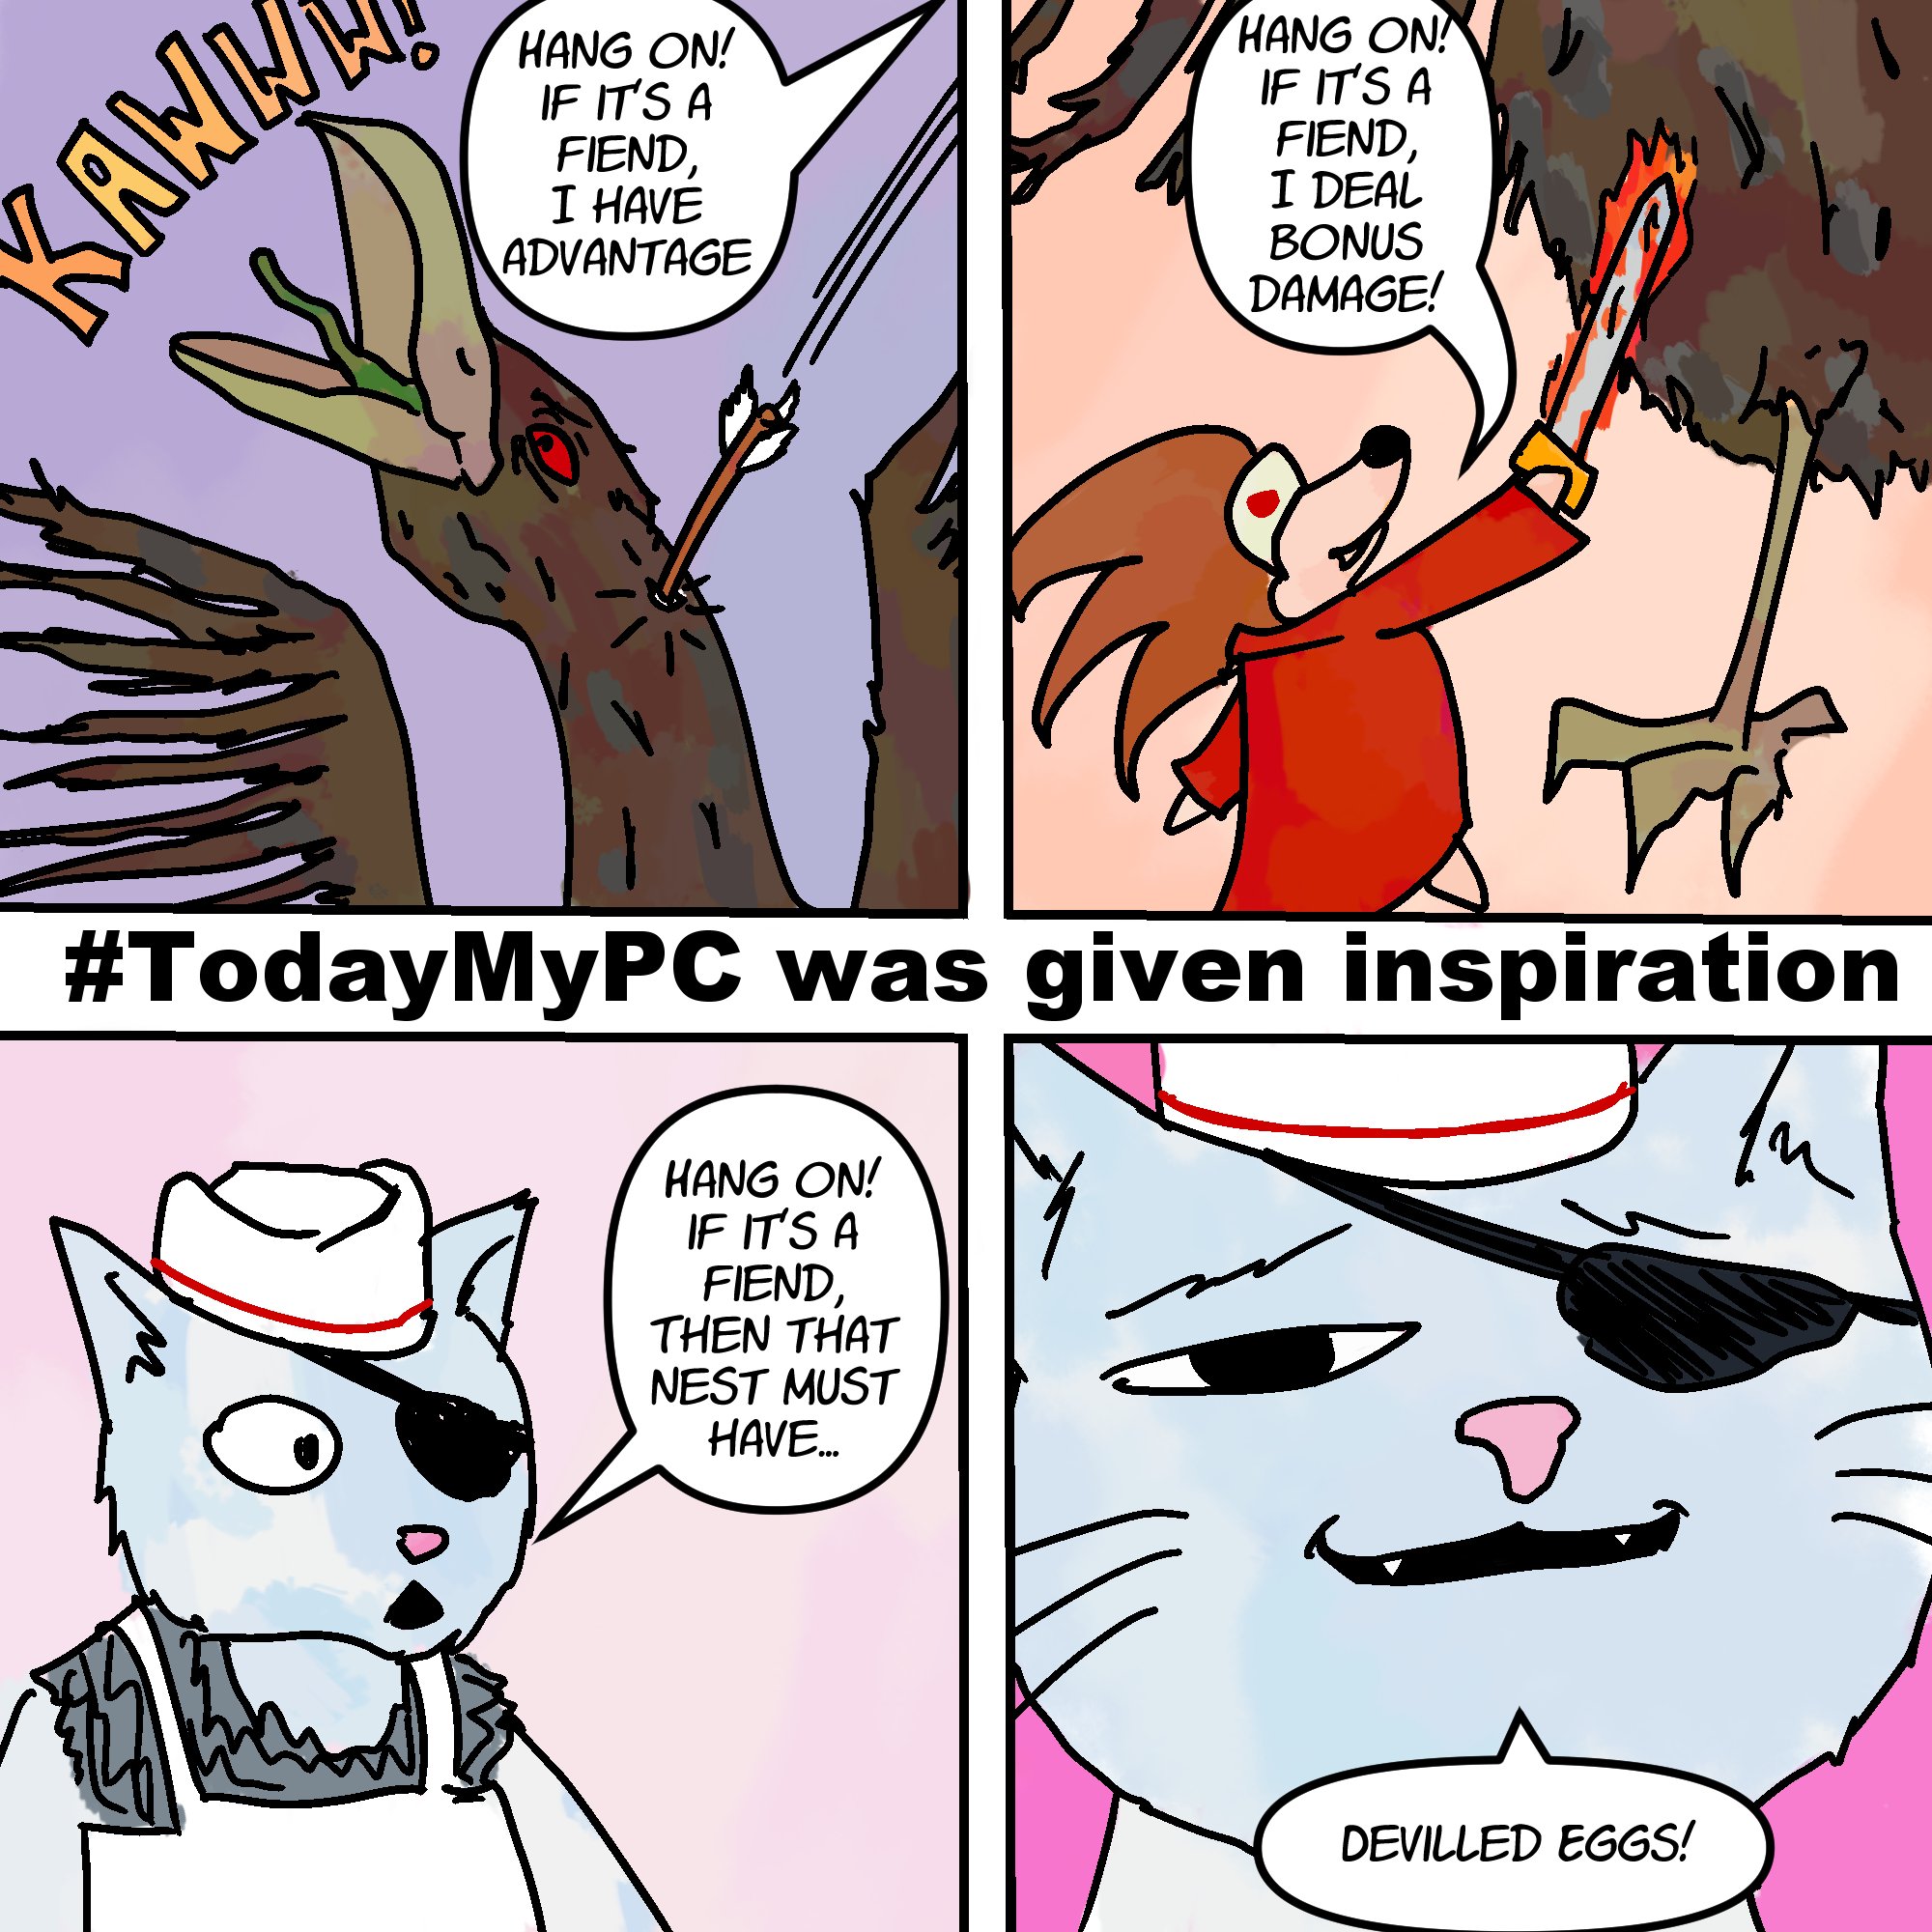 KAWWW!
HANG ON!
IF IT'S A
FIEND,
I HAVE
ADVANTAGE
HANG ON!
IF IT'S A
FIEND,
I DEAL
BONUS
DAMAGE!
#TodayMyPC was given inspiration
HANG ON!
IF IT'S A
FIEND,
THEN THAT
NEST MUST
HAVE...
DEVILLED EGGS!